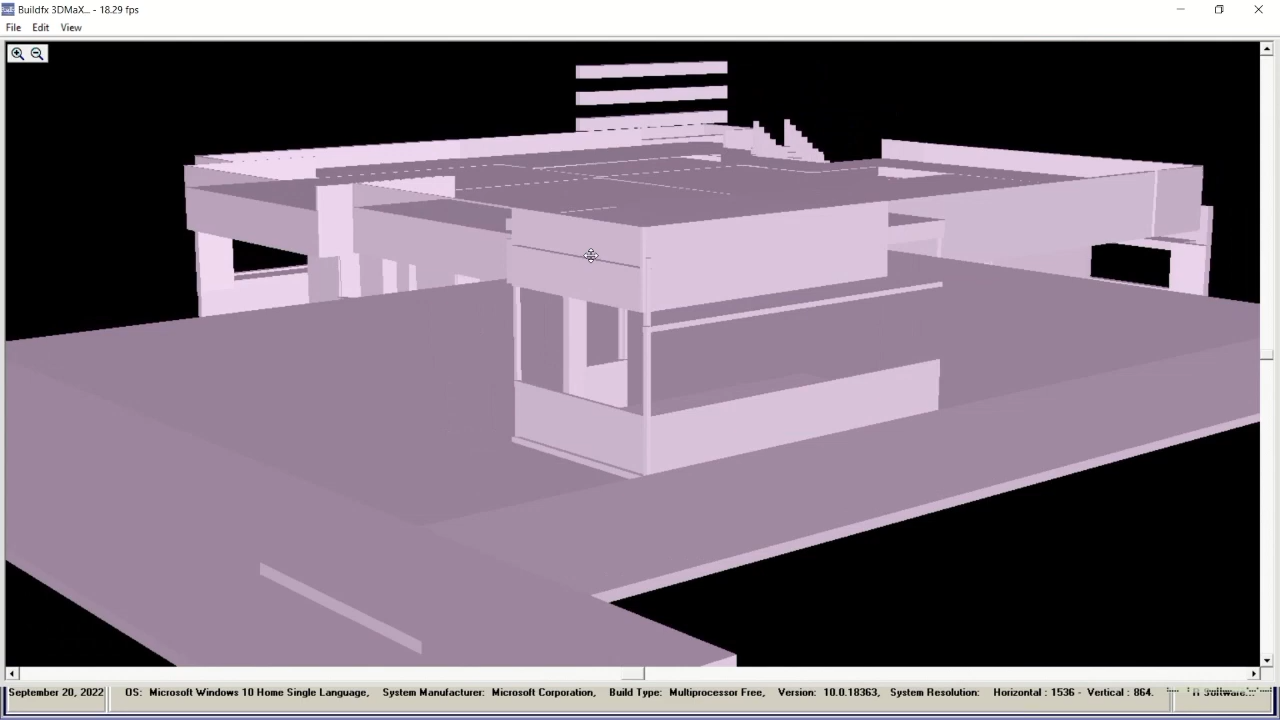 Buildfx 3DMaX... - 18.29 fps
File Edit View
September 20, 2022 OS: Microsoft Windows 10 Home Single Language, System Manufacturer: Microsoft Corporation, Build Type: Multiprocessor Free, Version: 10.0.18363, System Resolution: Horizontal : 1536 - Vertical : 864. Software...